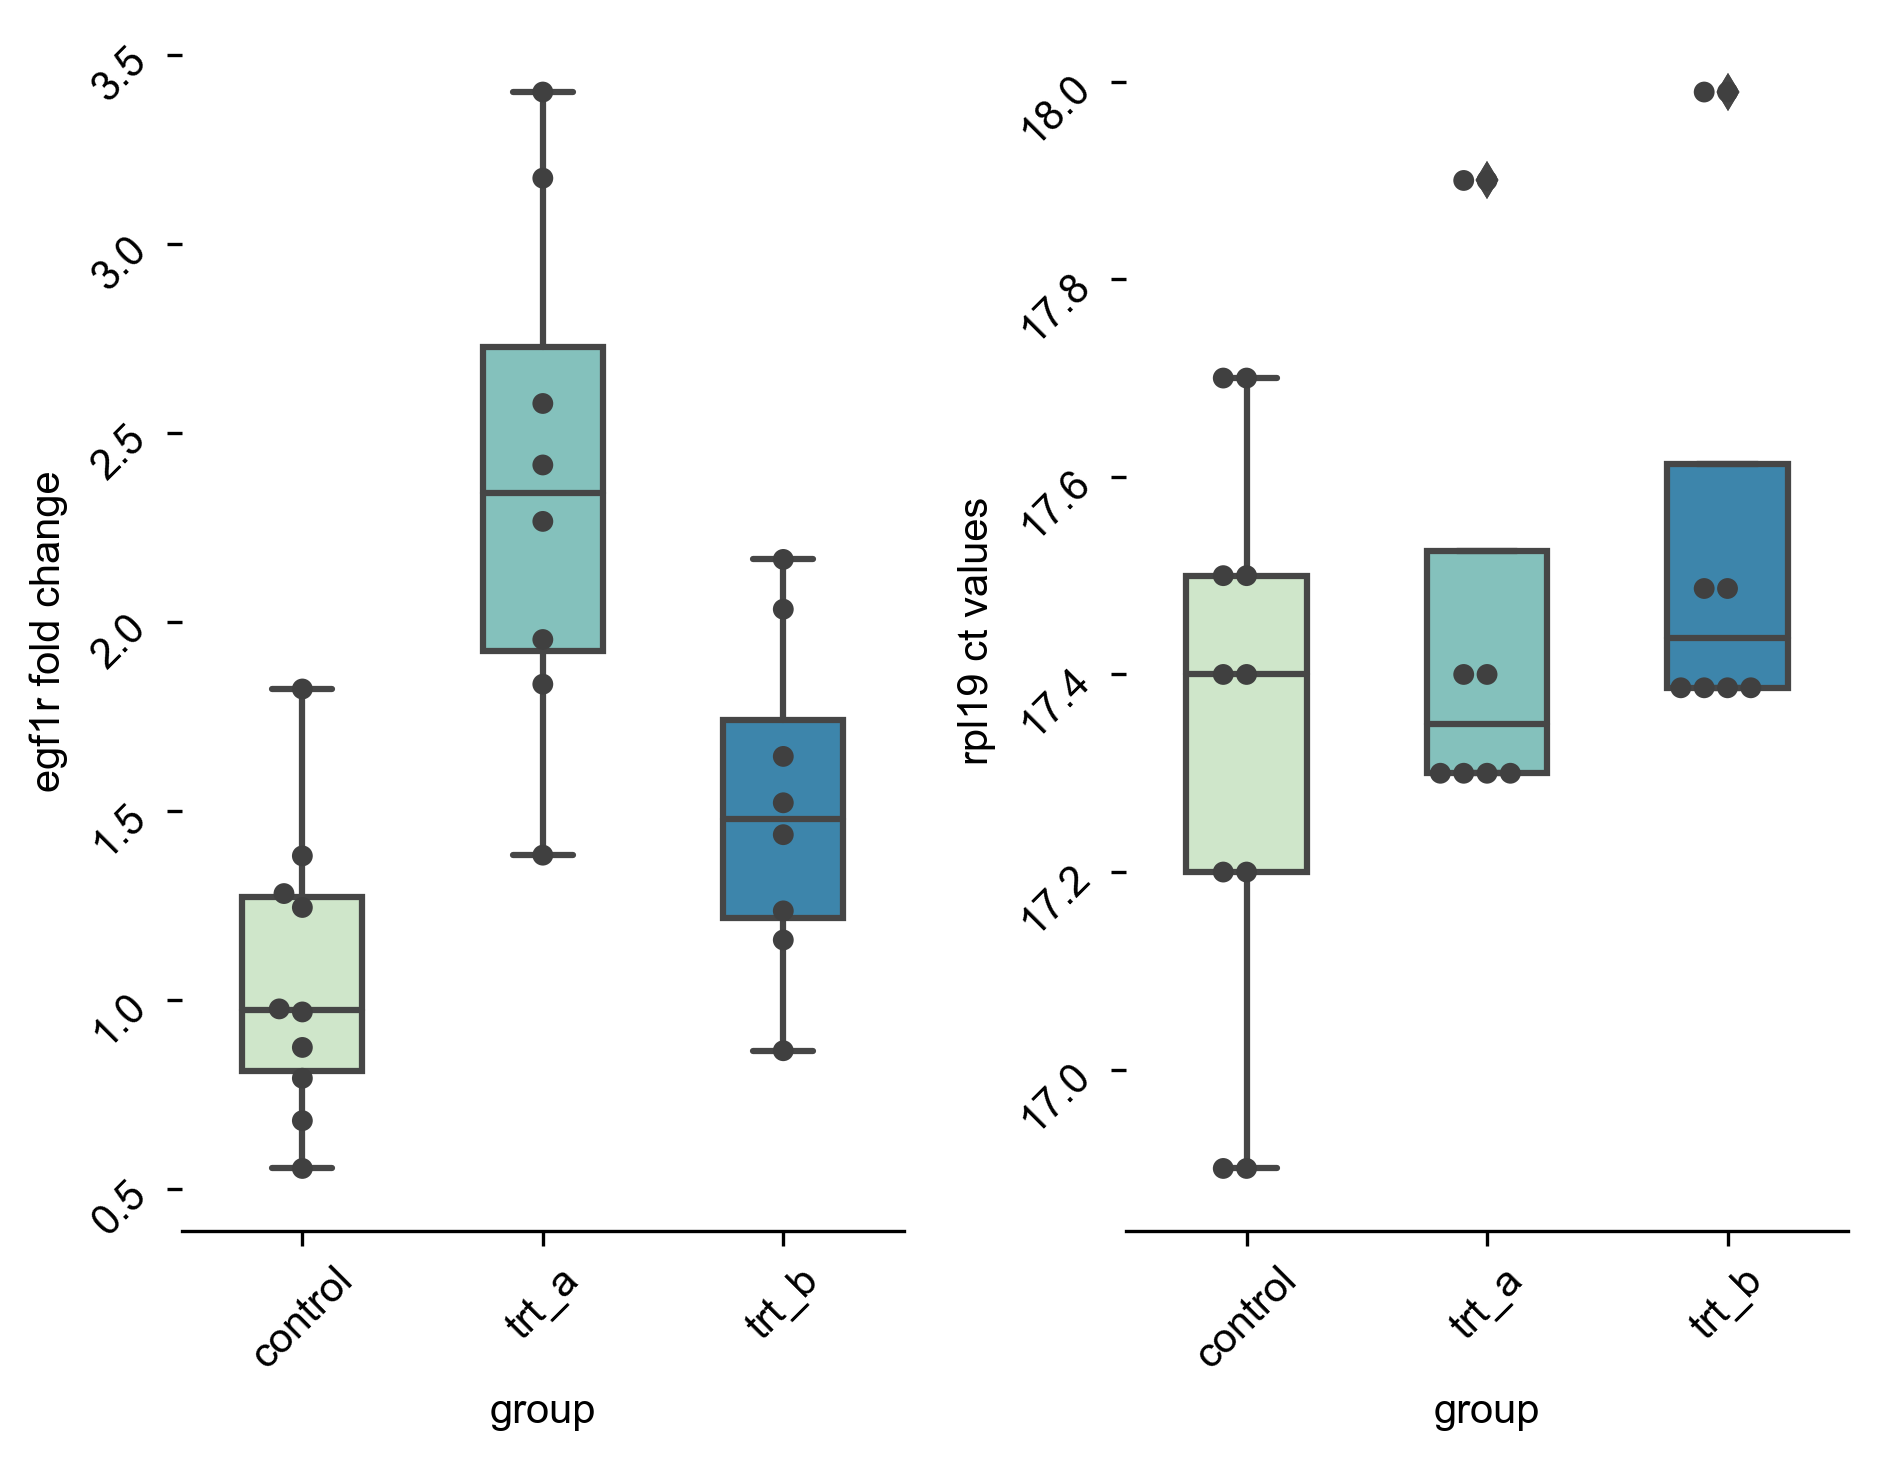 egf1r fold change
3.5
3.0
2.5
2.0
1.5
1.0
0.5
control
trt_a
trt_b
group
rpl19 ct values
18.0
17.8
17.6
17.4
17.2
17.0
control
trt_a
trt_b
group